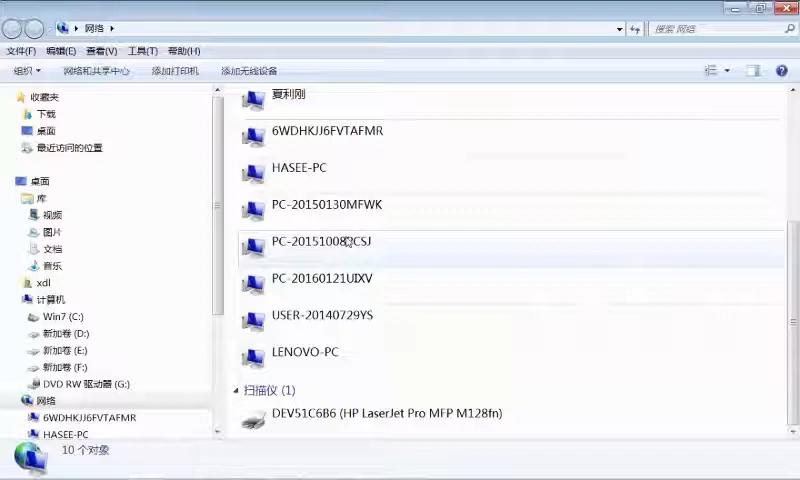 网络
搜索 网络
文件(F) 编辑(E) 查看(V) 工具(T) 帮助(H)
组织 网络和共享中心 添加打印机 添加无线设备
收藏夹
下载
桌面
最近访问的位置
桌面
库
视频
图片
文档
音乐
xdl
计算机
Win7 (C:)
新加卷 (D:)
新加卷 (E:)
新加卷 (F:)
DVD RW 驱动器 (G:)
网络
6WDHKJJ6FVTAFMR
HASEE-PC
夏利刚
6WDHKJJ6FVTAFMR
HASEE-PC
PC-20150130MFWK
PC-20160121UIXV
USER-20140729YS
LENOVO-PC
扫描仪 (1)
DEV51C6B6 (HP LaserJet Pro MFP M128fn)
10 个对象